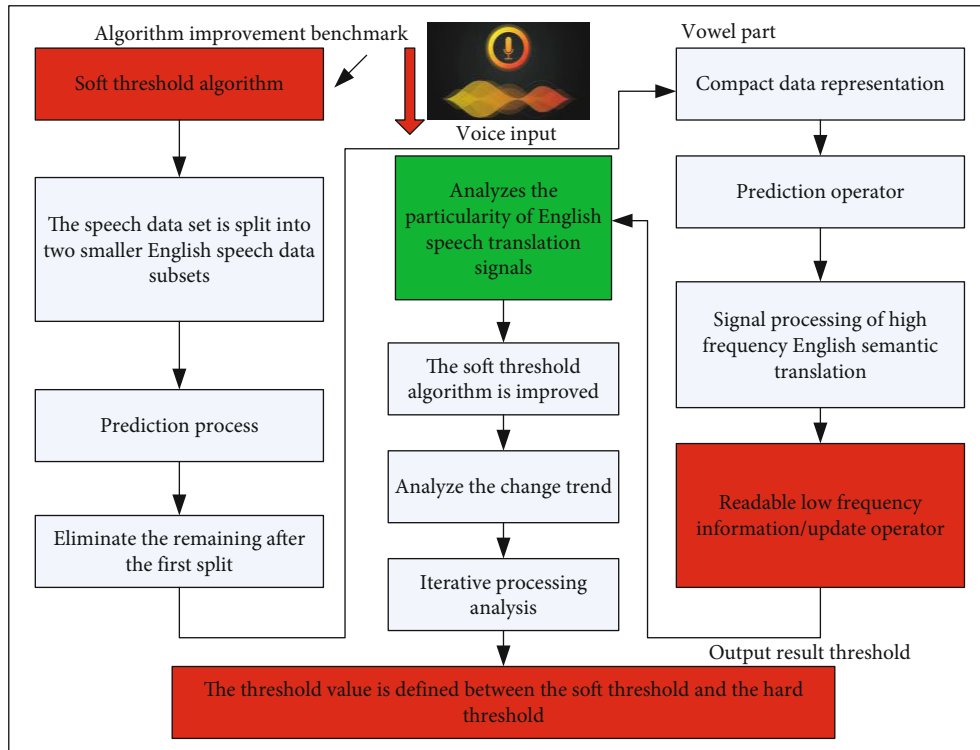 Algorithm improvement benchmark
Soft threshold algorithm
The speech data set is split into
two smaller English speech data
subsets
Prediction process
Eliminate the remaining after
the first split
Voice input
Analyzes the
particularity of English
speech translation
signals
The soft threshold
algorithm is improved
Analyze the change trend
Iterative processing
analysis
Vowel part
Compact data representation
Prediction operator
Signal processing of high
frequency English semantic
translation
Readable low frequency
information/update operator
Output result threshold
The threshold value is defined between the soft threshold and the hard
threshold